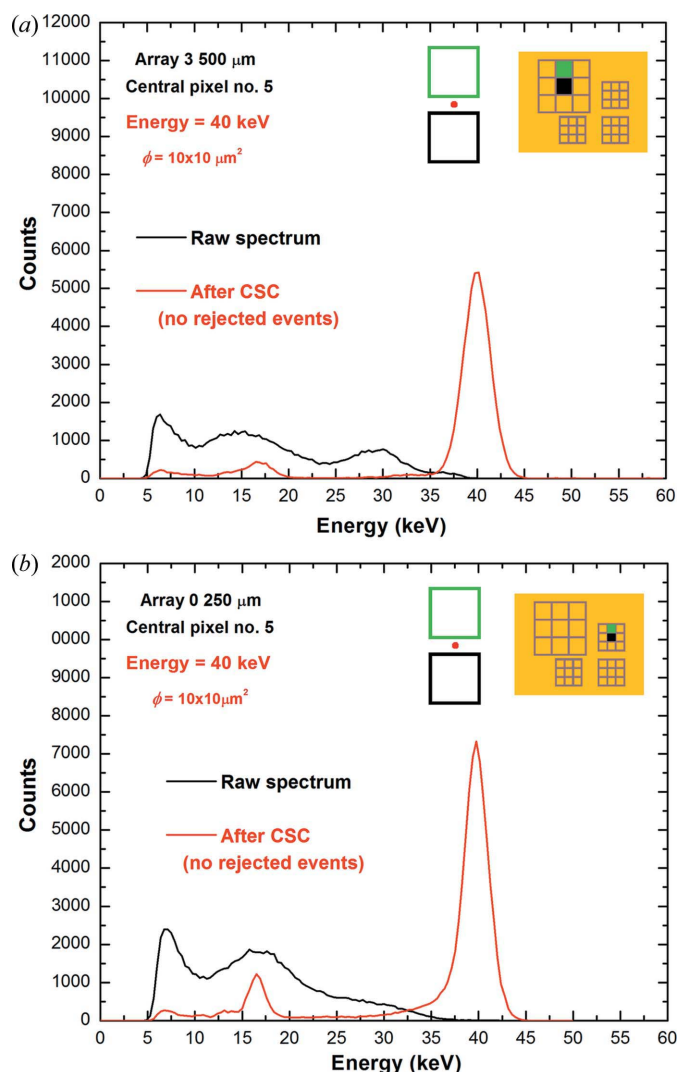 (a)
12000
11000
10000
9000
8000
7000
6000
5000
4000
3000
2000
1000
0
Counts
Array 3 500 μm
Central pixel no. 5
Energy = 40 keV
ϕ = 10x10 μm²
Raw spectrum
After CSC
(no rejected events)
0 5 10 15 20 25 30 35 40 45 50 55 60
Energy (keV)
(b)
2000
1000
0000
9000
8000
7000
6000
5000
4000
3000
2000
1000
0
Counts
Array 0 250 μm
Central pixel no. 5
Energy = 40 keV
ϕ = 10x10μm²
Raw spectrum
After CSC
(no rejected events)
0 5 10 15 20 25 30 35 40 45 50 55 60
Energy (keV)